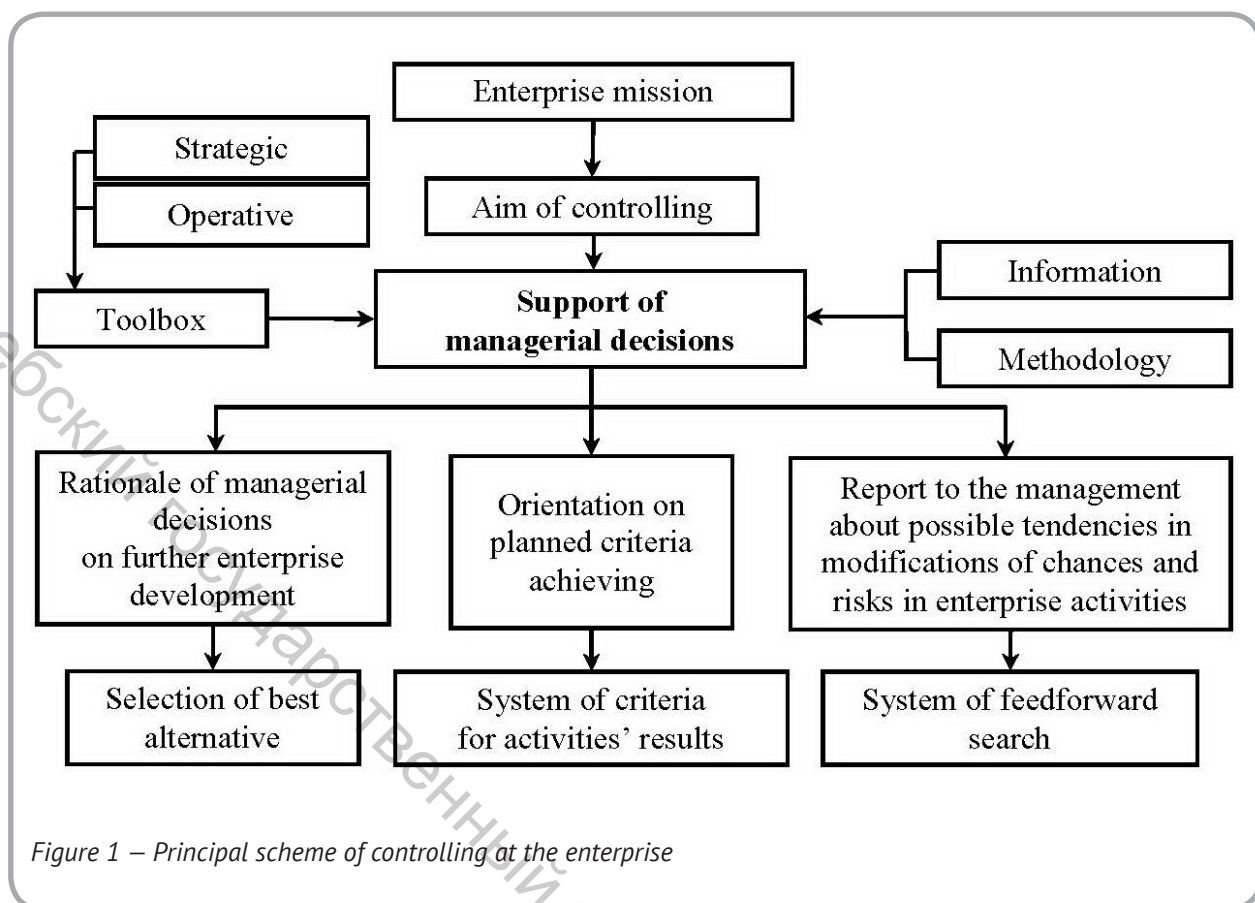 Enterprise mission
Strategic
Operative
Aim of controlling
Toolbox
Support of
managerial decisions
Information
Methodology
Rationale of managerial
decisions
on further enterprise
development
Orientation on
planned criteria
achieving
Report to the management
about possible tendencies in
modifications of chances and
risks in enterprise activities
Selection of best
alternative
System of criteria
for activities’ results
System of feedforward
search
Figure 1 – Principal scheme of controlling at the enterprise
государственный